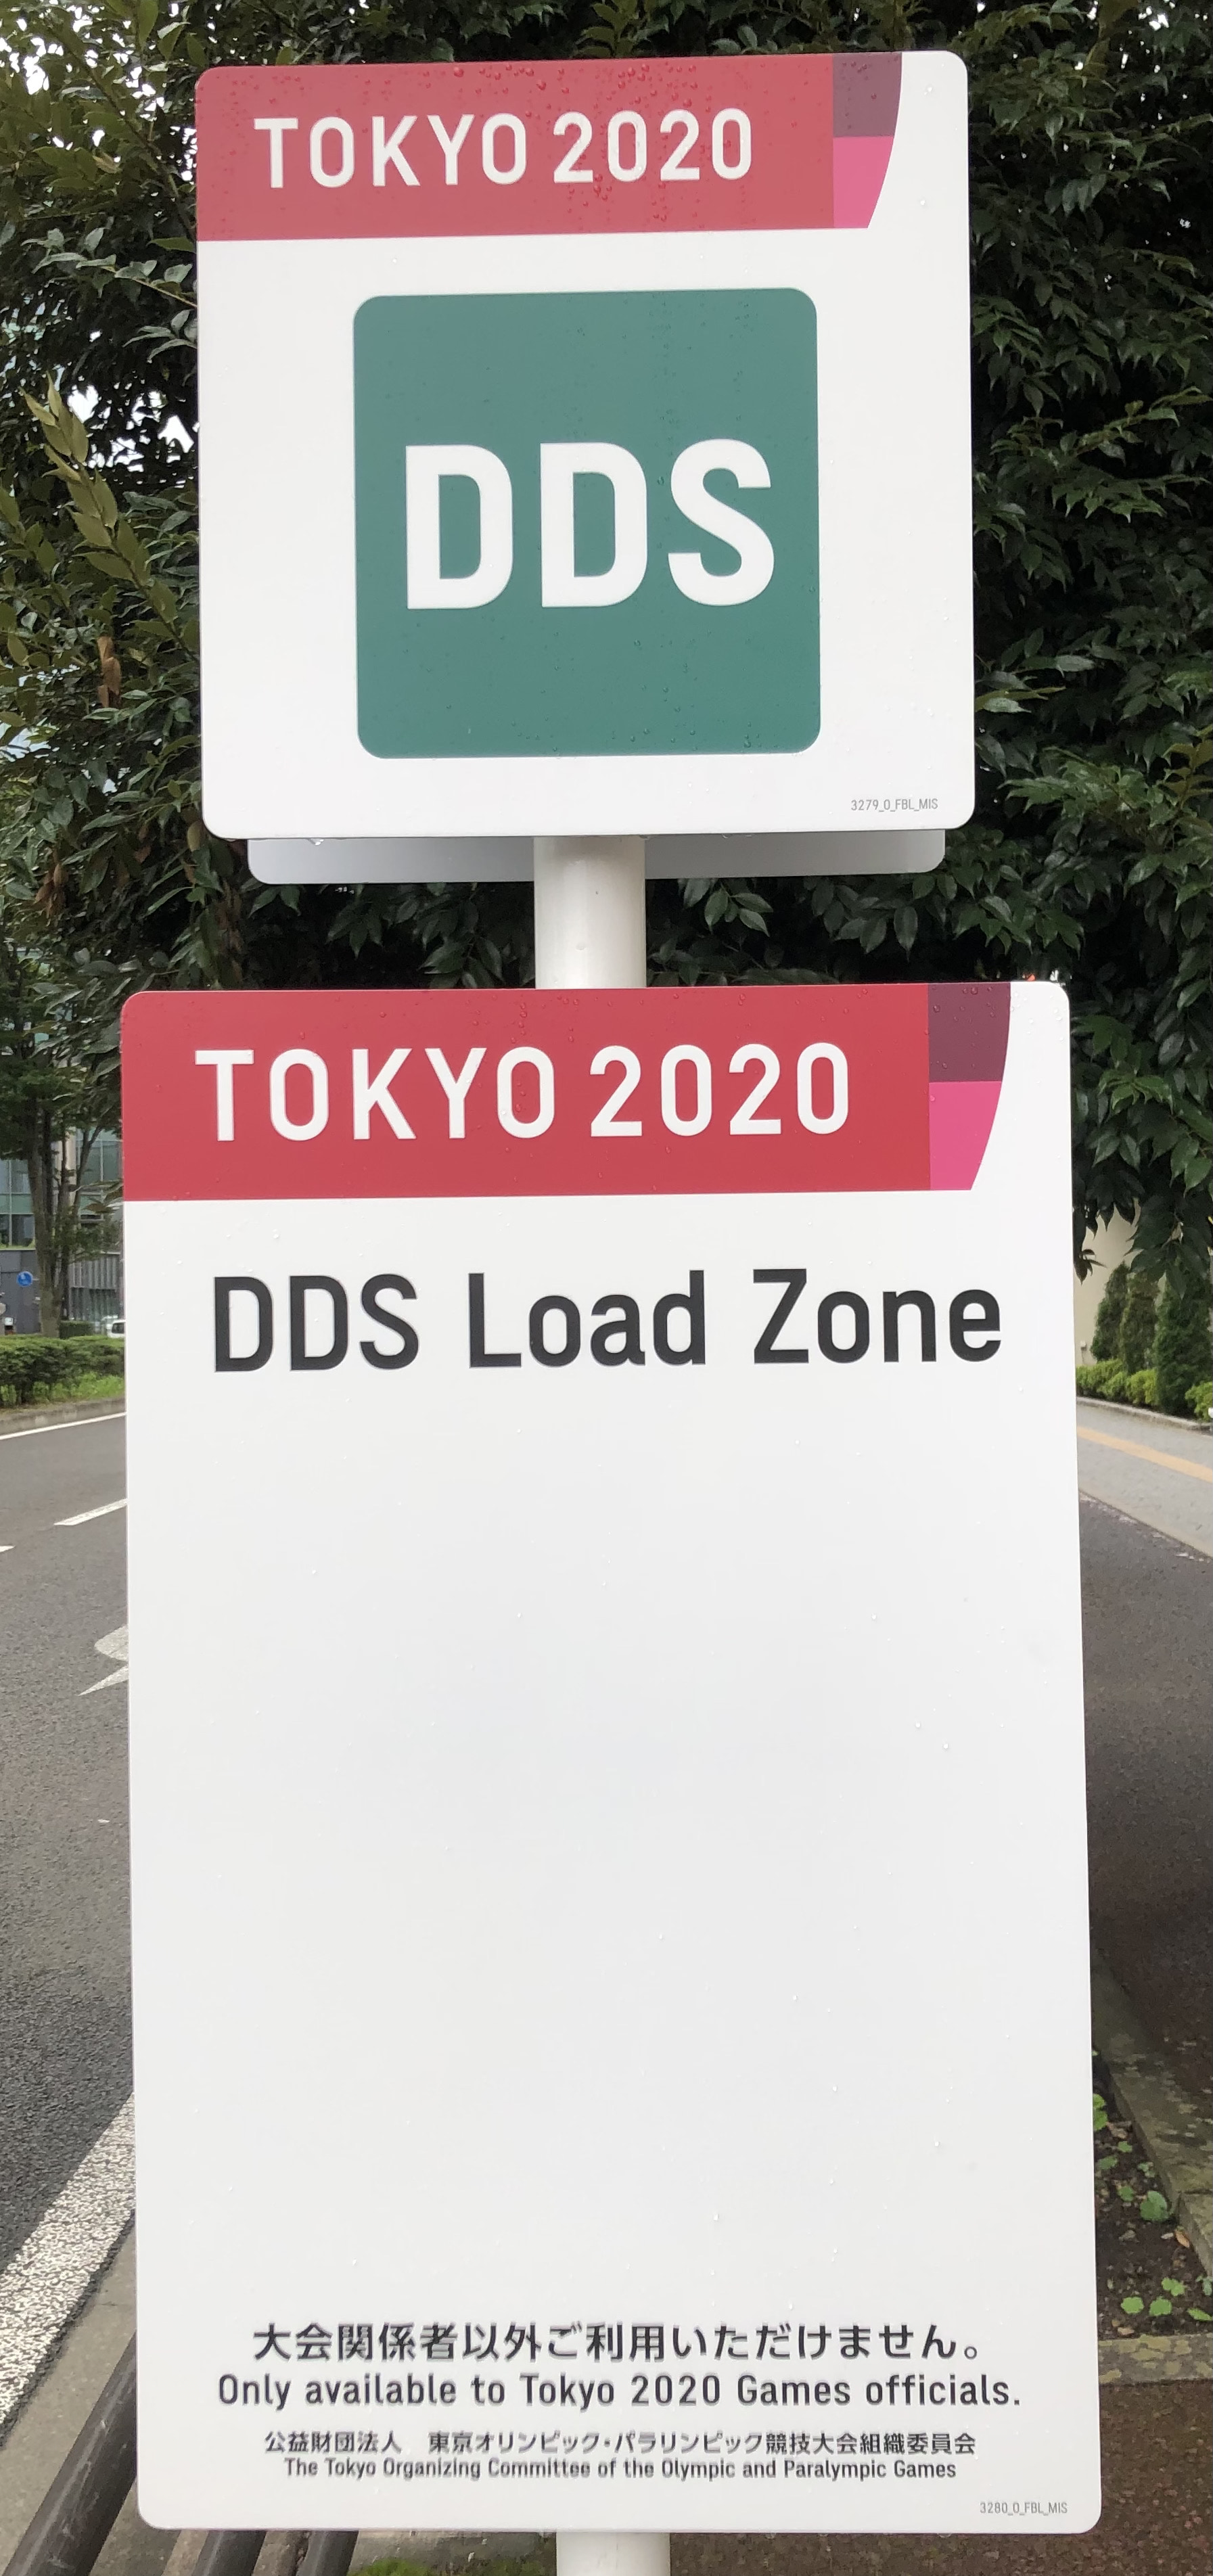 TOKYO 2020
DDS
3279_0_FBL_MIS
TOKYO 2020
DDS Load Zone
大会関係者以外ご利用いただけません。
Only available to Tokyo 2020 Games officials.
公益財団法人　東京オリンピック・パラリンピック競技大会組織委員会
The Tokyo Organizing Committee of the Olympic and Paralympic Games
3280_0_FBL_MIS